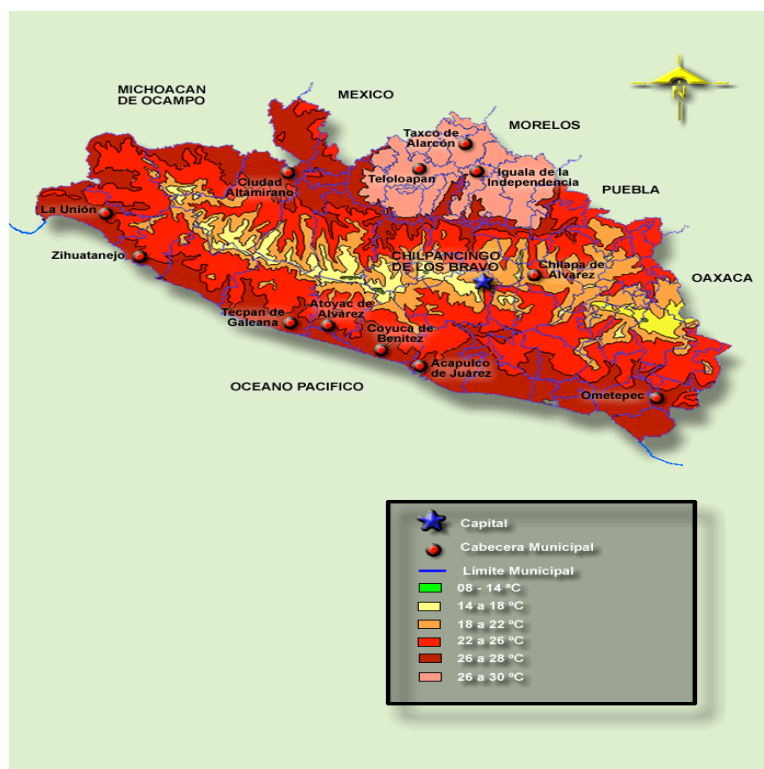 MICHOACAN
DE OCAMPO
MEXICO
MORELOS
Taxco de
Alarcón
Teloloapan
Iguala de la
Independencia
PUEBLA
Ciudad
Altamirano
La Unión
Zihuatanejo
CHILPANCINGO
DE LOS BRAVO
Chilapa de
Alvarez
OAXACA
Tecpan de
Galeana
Atoyac de
Alvárez
Coyuca de
Benitez
Acapulco
de Juárez
OCEANO PACIFICO
Ometepec
N
Capital
Cabecera Municipal
Límite Municipal
08 - 14 ºC
14 a 18 ºC
18 a 22 ºC
22 a 26 ºC
26 a 28 ºC
26 a 30 ºC